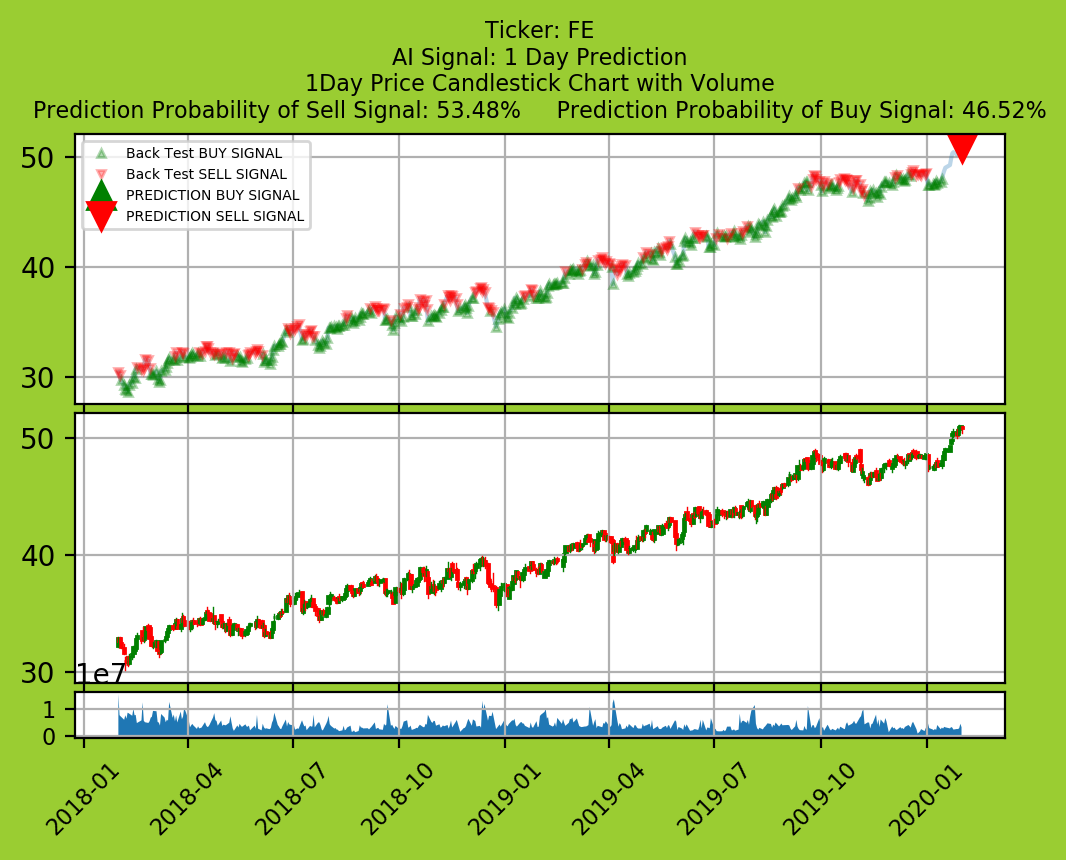 Ticker: FE
AI Signal: 1 Day Prediction
1Day Price Candlestick Chart with Volume
Prediction Probability of Sell Signal: 53.48% Prediction Probability of Buy Signal: 46.52%
Back Test BUY SIGNAL
Back Test SELL SIGNAL
PREDICTION BUY SIGNAL
PREDICTION SELL SIGNAL
50
40
30
50
40
30
1e7
1
0
2018-01 2018-04 2018-07 2018-10 2019-01 2019-04 2019-07 2019-10 2020-01